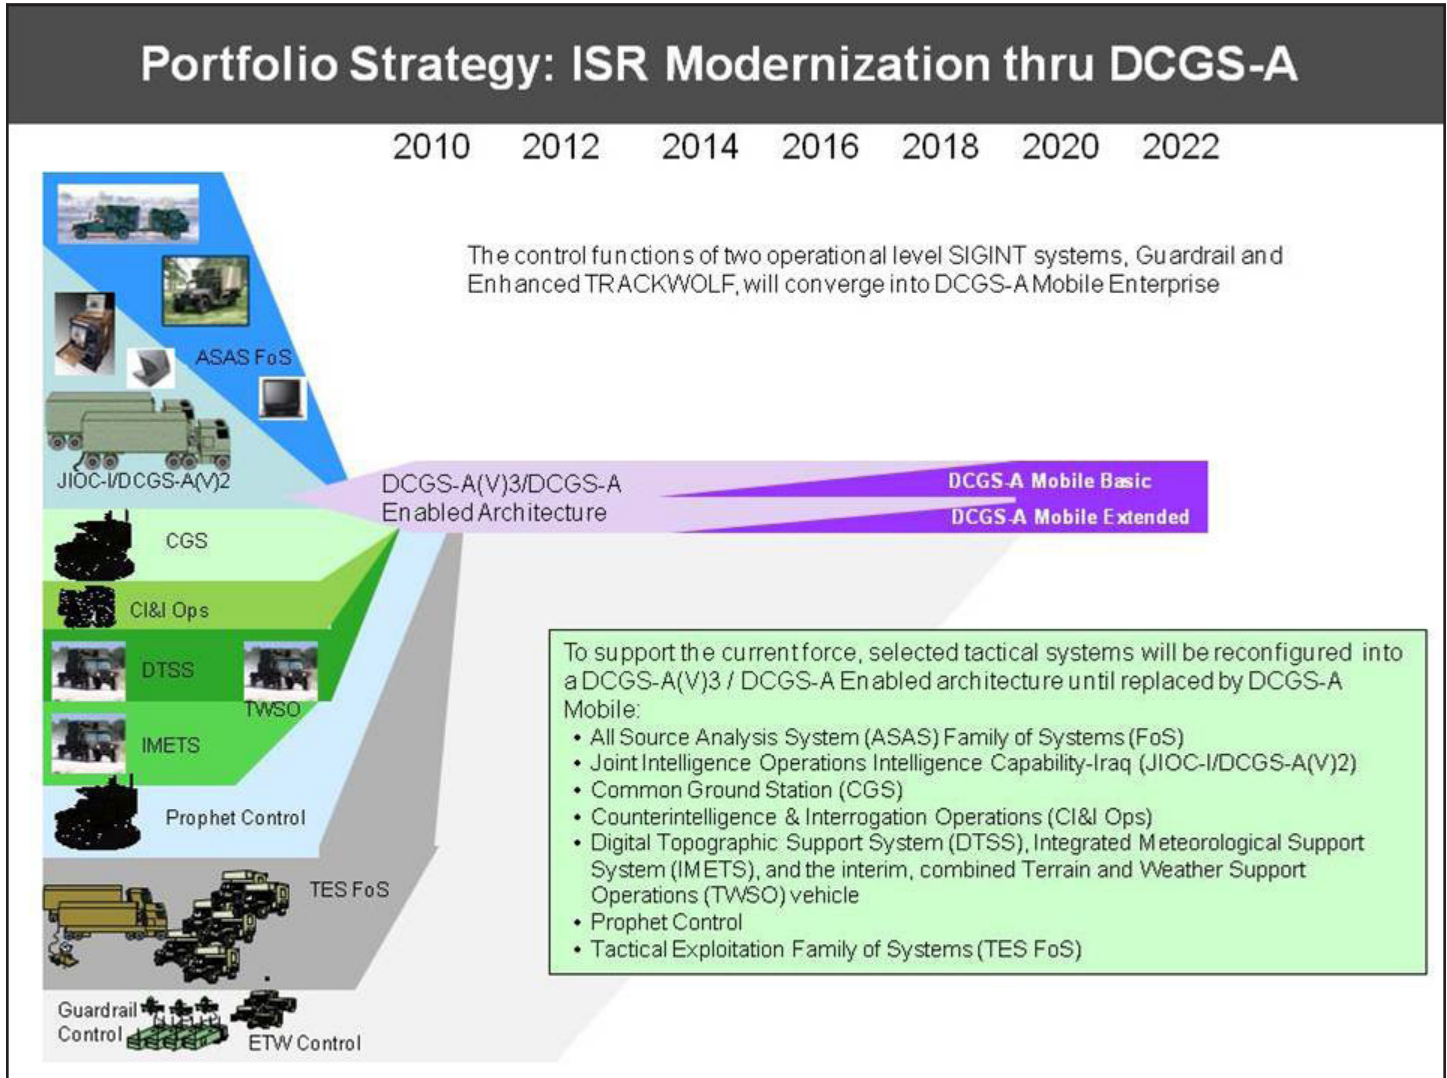 Portfolio Strategy: ISR Modernization thru DCGS-A
2010 2012 2014 2016 2018 2020 2022
The control functions of two operational level SIGINT systems, Guardrail and
Enhanced TRACKWOLF, will converge into DCGS-A Mobile Enterprise
ASAS FoS
JIOC-I/DCGS-A(V)2
DCGS-A(V)3/DCGS-A
Enabled Architecture
DCGS-A Mobile Basic
DCGS-A Mobile Extended
CGS
CI&I Ops
DTSS
TWSO
IMETS
Prophet Control
TES FoS
Guardrail
Control
ETW Control
To support the current force, selected tactical systems will be reconfigured into
a DCGS-A(V)3 / DCGS-A Enabled architecture until replaced by DCGS-A
Mobile:
• All Source Analysis System (ASAS) Family of Systems (FoS)
• Joint Intelligence Operations Intelligence Capability-Iraq (JIOC-I/DCGS-A(V)2)
• Common Ground Station (CGS)
• Counterintelligence & Interrogation Operations (CI&I Ops)
• Digital Topographic Support System (DTSS), Integrated Meteorological Support
System (IMETS), and the interim, combined Terrain and Weather Support
Operations (TWSO) vehicle
• Prophet Control
• Tactical Exploitation Family of Systems (TES FoS)